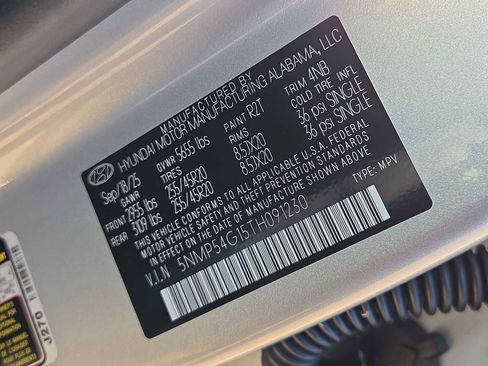 MANUFACTURED BY
HYUNDAI MOTOR MANUFACTURING ALABAMA, LLC
Sep/18/25 GVWR 5655 lbs PAINT R2T TRIM 4NB
GAWR TIRES RIMS COLD TIRE INFL
FRONT 2955 lbs 255/45R20 8.5JX20 36 psi SINGLE
REAR 3109 lbs 255/45R20 8.5JX20 36 psi SINGLE
THIS VEHICLE CONFORMS TO ALL APPLICABLE U.S.A. FEDERAL
MOTOR VEHICLE SAFETY AND THEFT PREVENTION STANDARDS
IN EFFECT ON THE DATE OF MANUFACTURE SHOWN ABOVE
V.I.N 5NMP54G15TH091230 TYPE: MPV
J270